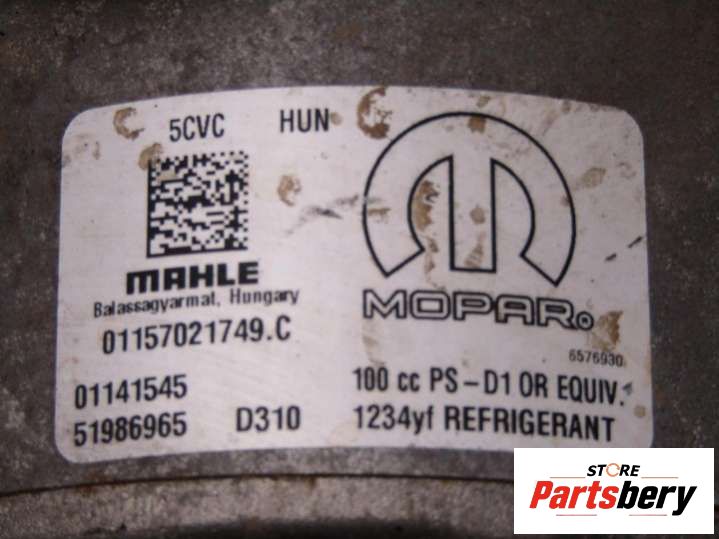 5CVC HUN
MAHLE
Balassagyarmat, Hungary
01157021749.C
01141545
51986965 D310
MOPAR®
6576930
100 cc PS-D1 OR EQUIV.
1234yf REFRIGERANT
STORE
Partsbery